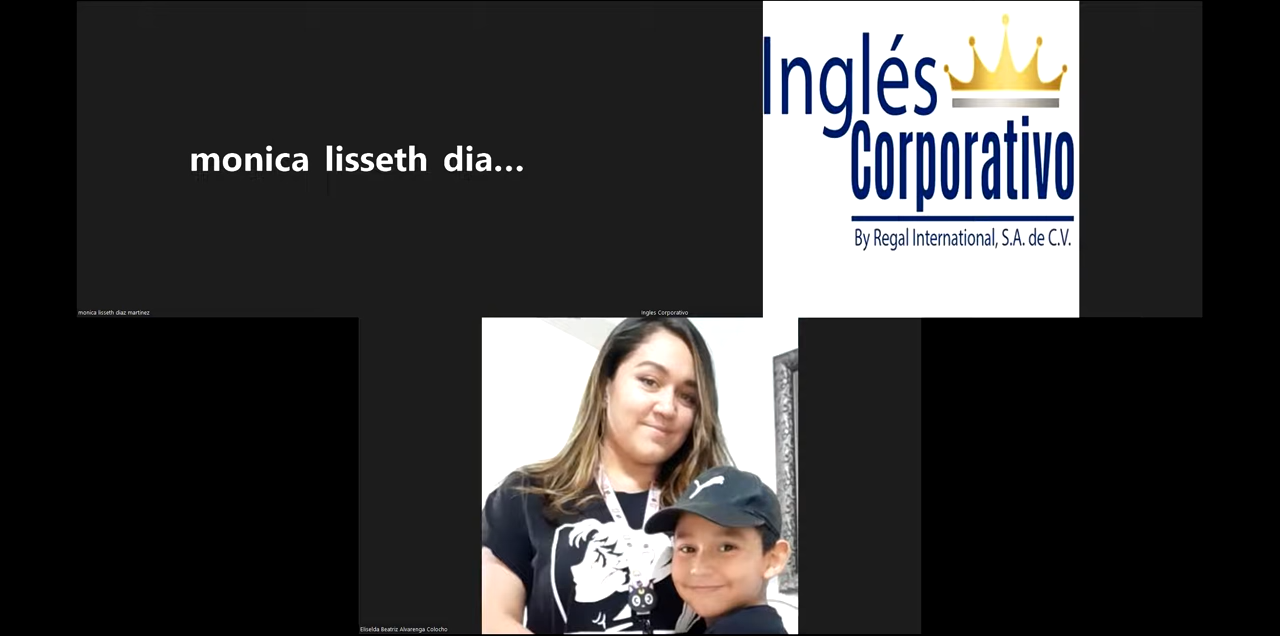 monica lisseth dia...
Inglés
Corporativo
By Regal International, S.A. de C.V.
monica lisseth diaz martinez
Ingles Corporativo
Eliselda Beatriz Alvarenga Colocho